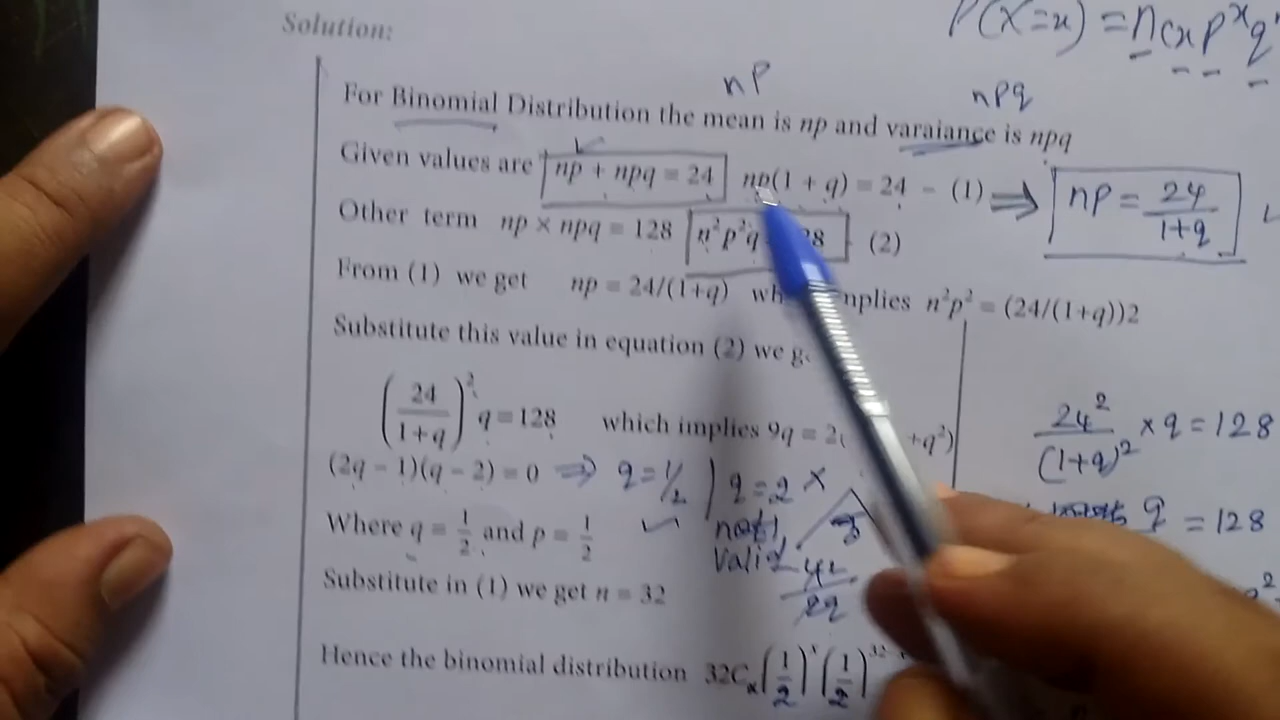 P(X=x) = ncx p^x q
Solution:
np
npq
For Binomial Distribution the mean is np and varaiance is npq
Given values are np + npq = 24 np(1 + q) = 24 - (1) ⇒ np = 24/(1+q)
Other term np × npq = 128 n²p²q 28 (2)
From (1) we get np = 24/(1+q) wh implies n²p² = (24/(1+q))2
Substitute this value in equation (2) we g
(24/(1+q))² q = 128 which implies 9q = 2( +q²)
24²/(1+q)² × q = 128
(2q − 1)(q − 2) = 0 ⇒ q = 1/2 | q = 2 ×
q = 128
Where q = 1/2 and p = 1/2
not
valid
Substitute in (1) we get n = 32
Hence the binomial distribution 32Cx (1/2)^x (1/2)^32